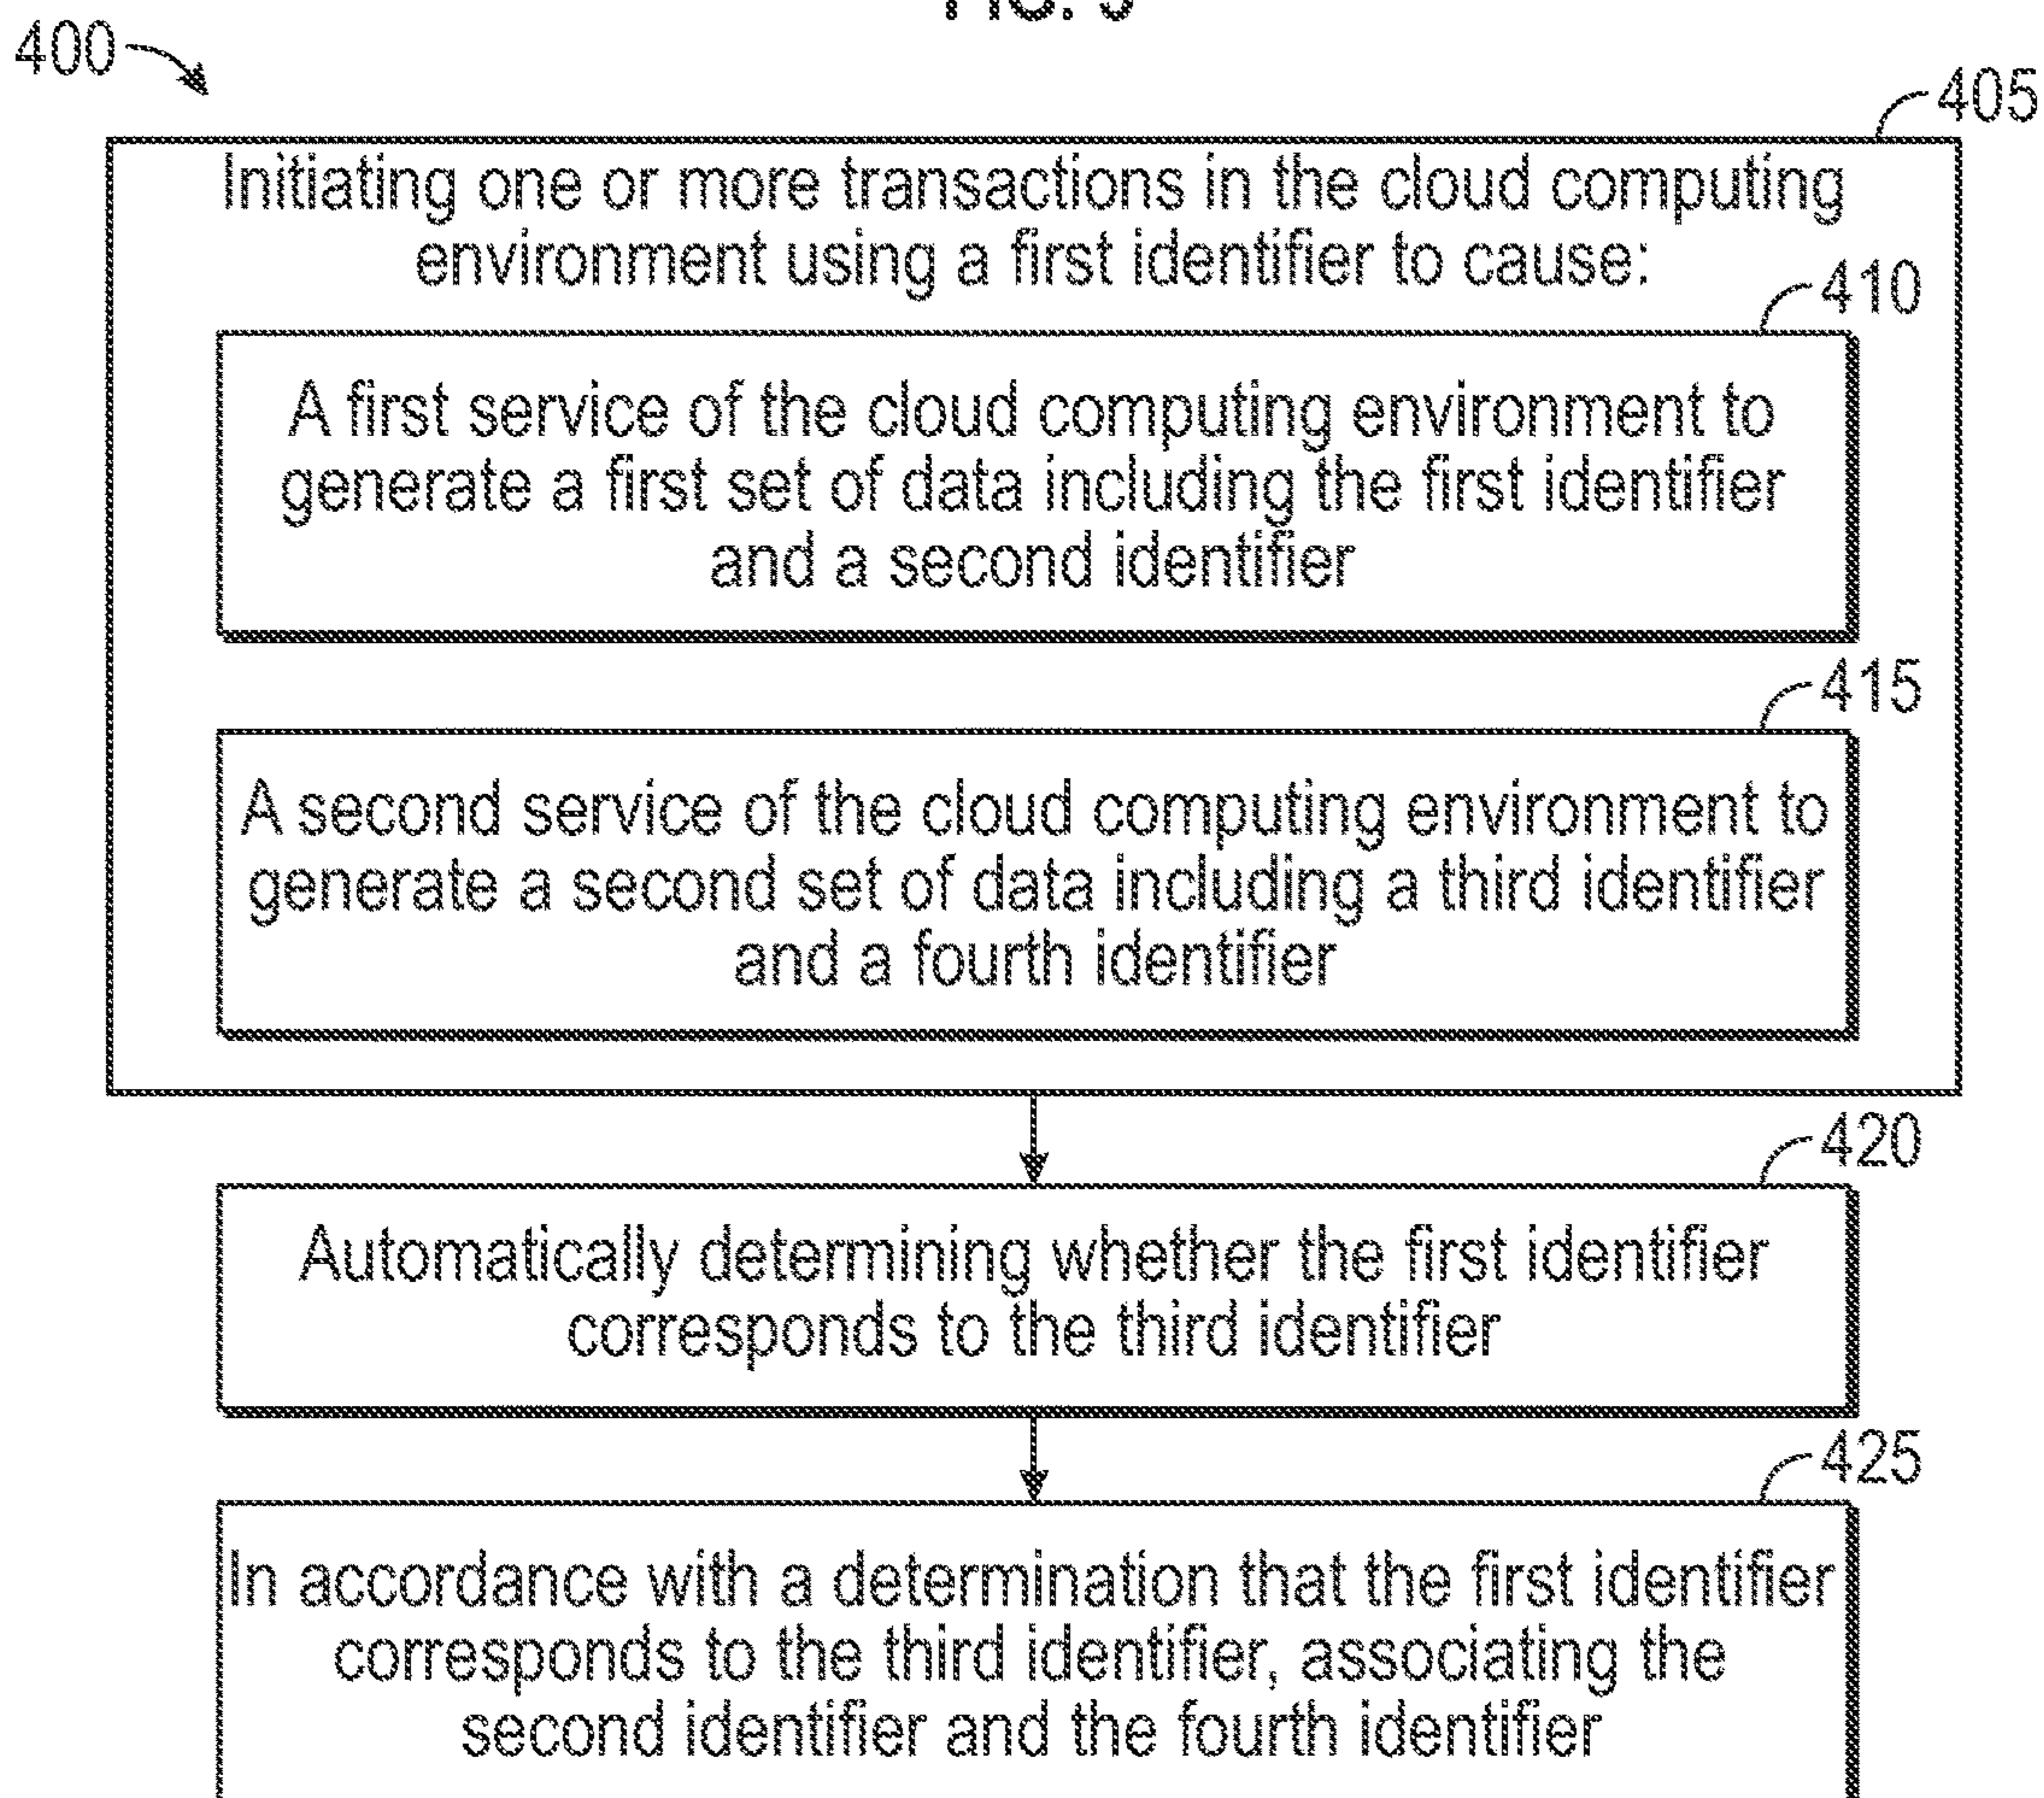 400
405
Initiating one or more transactions in the cloud computing
environment using a first identifier to cause:
410
A first service of the cloud computing environment to
generate a first set of data including the first identifier
and a second identifier
415
A second service of the cloud computing environment to
generate a second set of data including a third identifier
and a fourth identifier
420
Automatically determining whether the first identifier
corresponds to the third identifier
425
In accordance with a determination that the first identifier
corresponds to the third identifier, associating the
second identifier and the fourth identifier